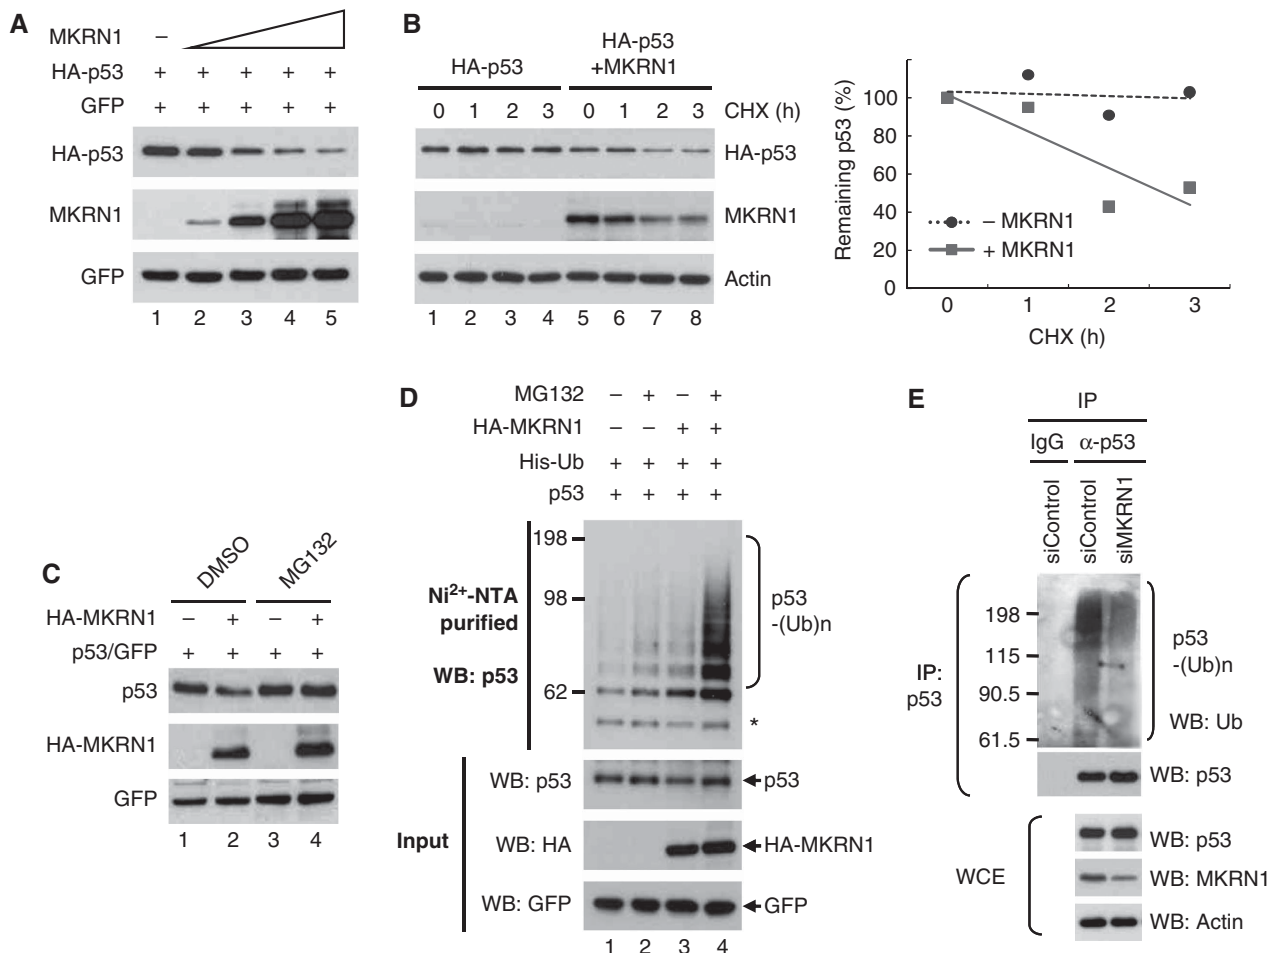 A
MKRN1 –
HA-p53 + + + + +
GFP + + + + +
HA-p53
MKRN1
GFP
1 2 3 4 5
B
HA-p53
HA-p53
+MKRN1
0 1 2 3 0 1 2 3 CHX (h)
HA-p53
MKRN1
Actin
1 2 3 4 5 6 7 8
Remaining p53 (%)
100
80
60
40
20
0
– MKRN1
+ MKRN1
0 1 2 3
CHX (h)
C
DMSO MG132
HA-MKRN1 – + – +
p53/GFP + + + +
p53
HA-MKRN1
GFP
1 2 3 4
D
MG132 – + – +
HA-MKRN1 – – + +
His-Ub + + + +
p53 + + + +
Ni2+-NTA
purified
WB: p53
198
98
62
p53
-(Ub)n
*
Input
WB: p53 p53
WB: HA HA-MKRN1
WB: GFP GFP
1 2 3 4
E
IP
IgG α-p53
siControl siControl siMKRN1
IP:
p53
198
115
90.5
61.5
p53
-(Ub)n
WB: Ub
WB: p53
WCE
WB: p53
WB: MKRN1
WB: Actin